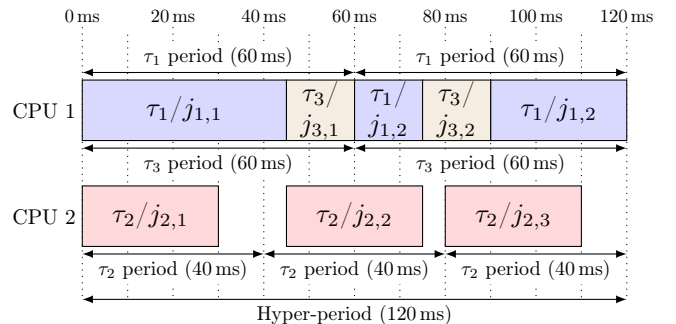 0 ms 20 ms 40 ms 60 ms 80 ms 100 ms 120 ms
τ₁ period (60 ms) τ₁ period (60 ms)
CPU 1
τ₁/j₁,₁
τ₃/
j₃,₁
τ₁/
j₁,₂
τ₃/
j₃,₂
τ₁/j₁,₂
τ₃ period (60 ms) τ₃ period (60 ms)
CPU 2 τ₂/j₂,₁ τ₂/j₂,₂ τ₂/j₂,₃
τ₂ period (40 ms) τ₂ period (40 ms) τ₂ period (40 ms)
Hyper-period (120 ms)